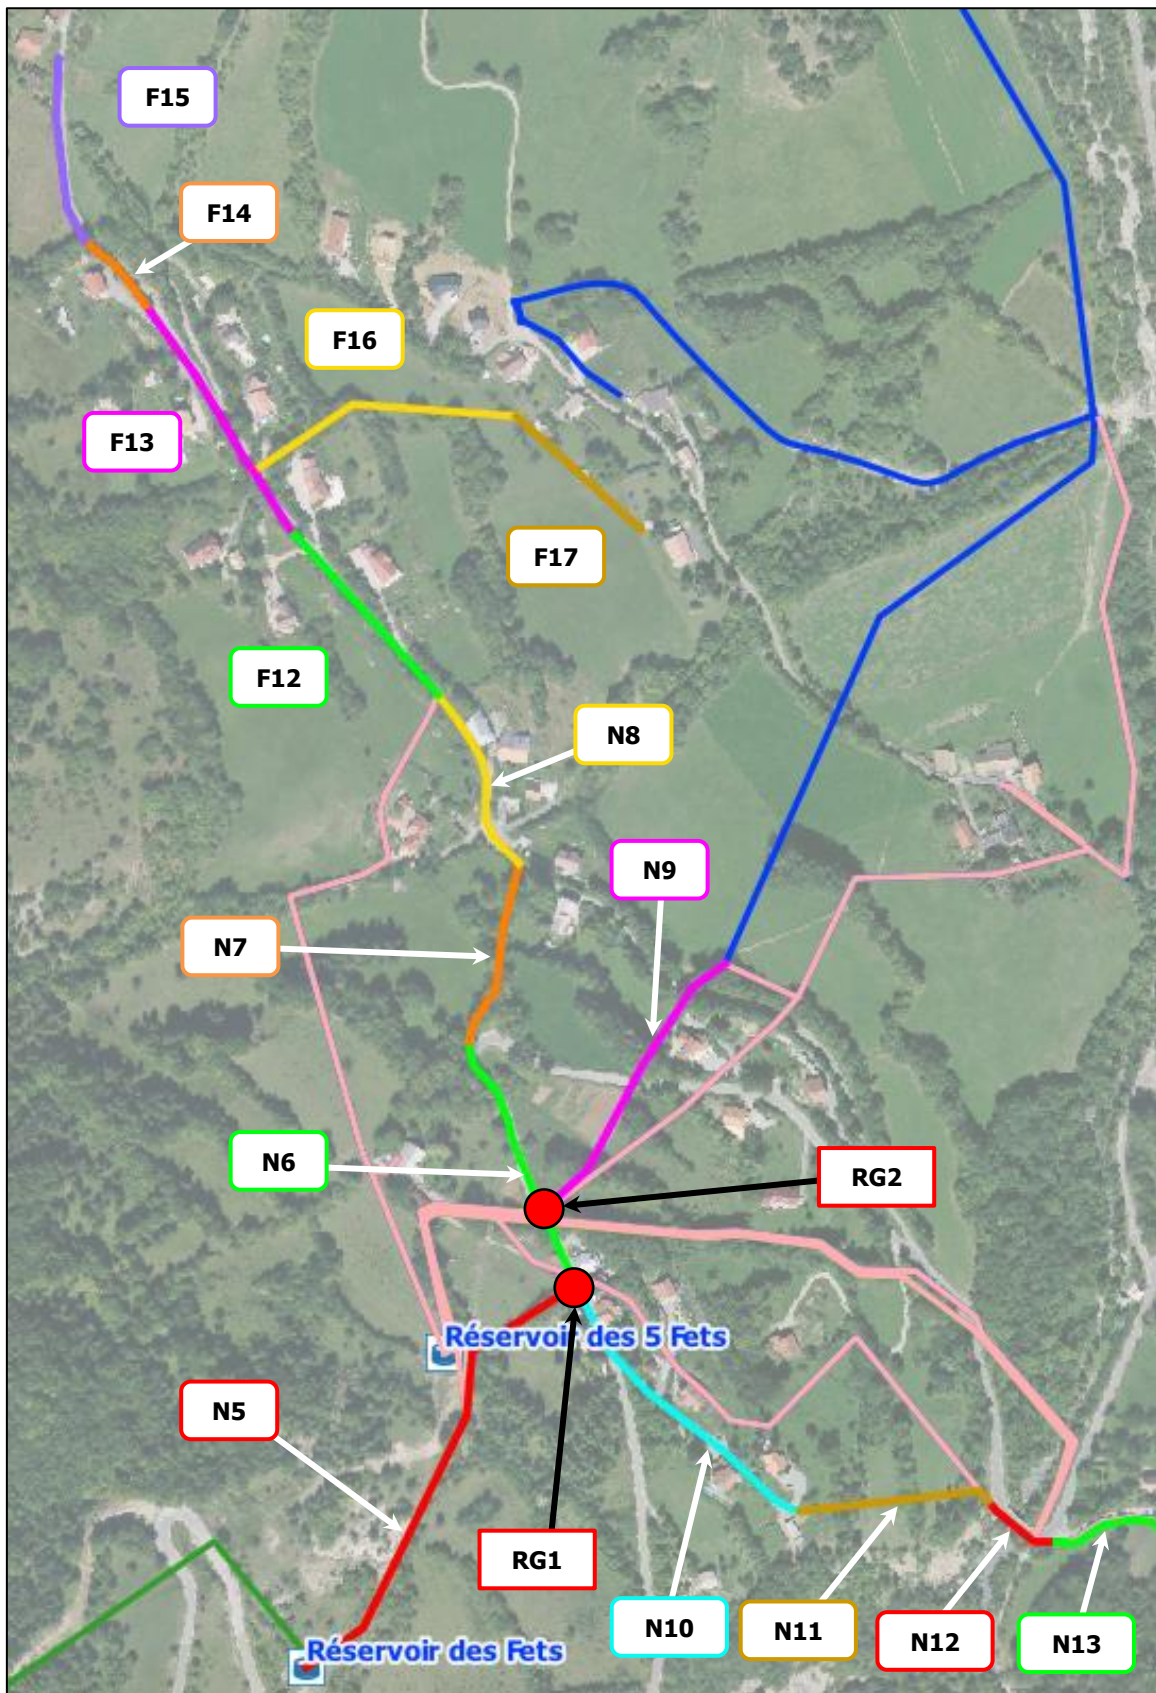 F15
F14
F16
F13
F17
F12
N8
N9
N7
N6
RG2
Réservoir des 5 Fets
N5
RG1
N10
N11
N12
N13
Réservoir des Fets